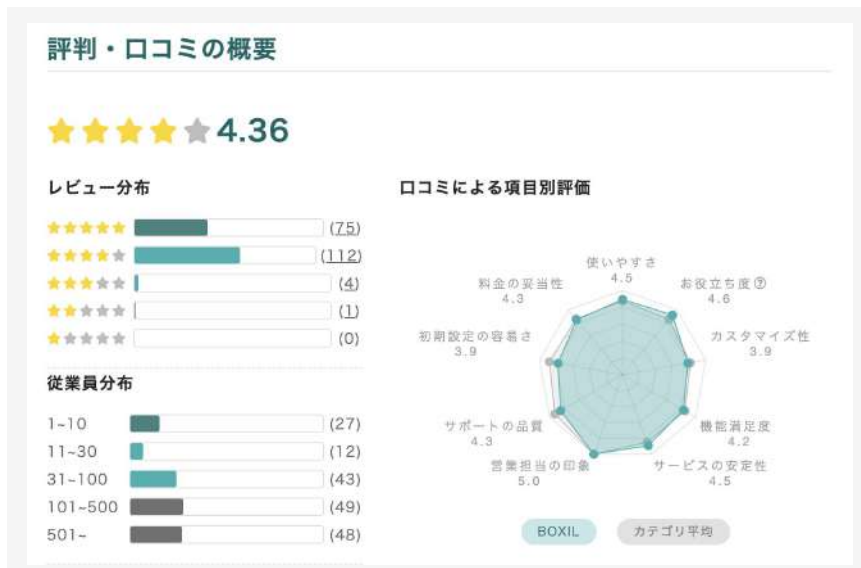 評判・口コミの概要
4.36
レビュー分布
(75)
(112)
(4)
(1)
(0)
従業員分布
1~10 (27)
11~30 (12)
31~100 (43)
101~500 (49)
501~ (48)
口コミによる項目別評価
使いやすさ
4.5
お役立ち度?
4.6
カスタマイズ性
3.9
機能満足度
4.2
サービスの安定性
4.5
営業担当の印象
5.0
サポートの品質
4.3
初期設定の容易さ
3.9
料金の妥当性
4.3
BOXIL カテゴリ平均